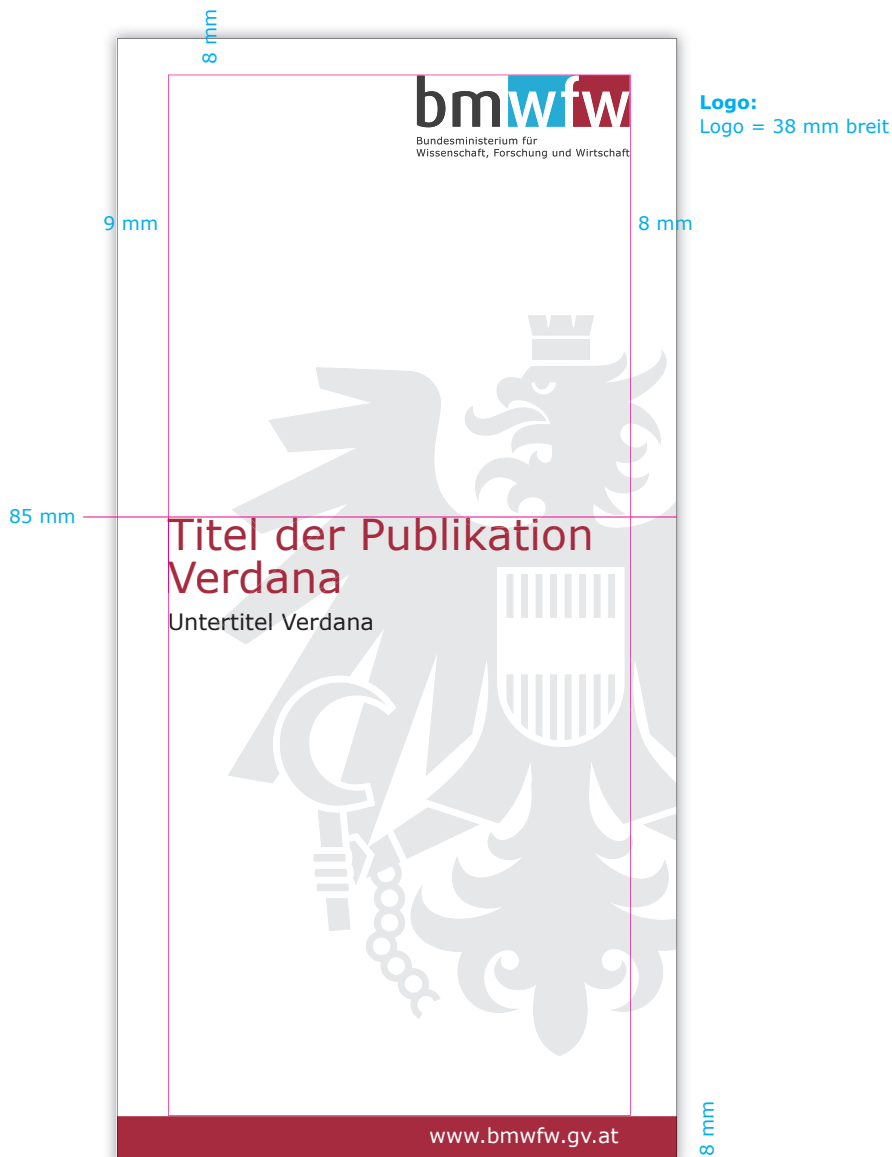 8 mm
bmwfw
Bundesministerium für
Wissenschaft, Forschung und Wirtschaft
Logo:
Logo = 38 mm breit
9 mm
8 mm
85 mm
Titel der Publikation
Verdana
Untertitel Verdana
www.bmwfw.gv.at
8 mm